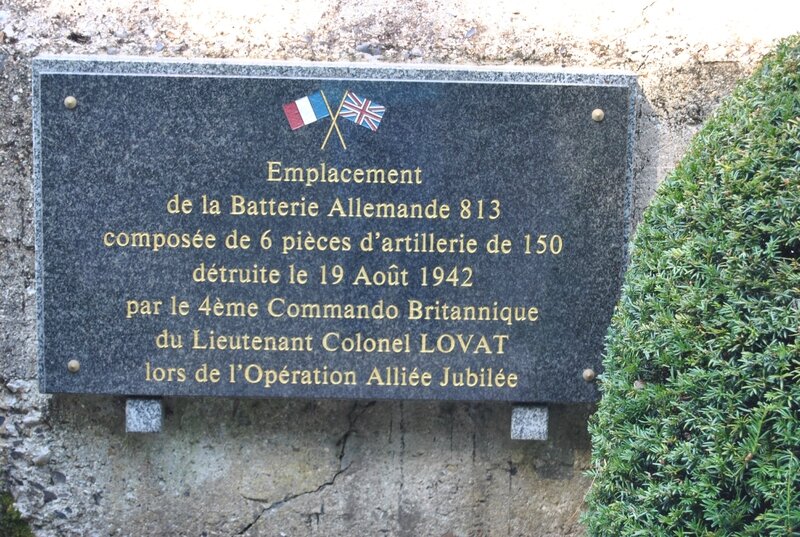 Emplacement
de la Batterie Allemande 813
composée de 6 pièces d'artillerie de 150
détruite le 19 Août 1942
par le 4ème Commando Britannique
du Lieutenant Colonel LOVAT
lors de l'Opération Alliée Jubilée